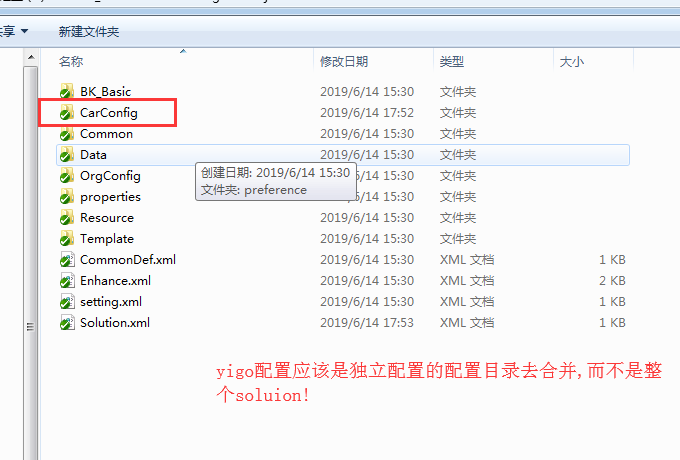 共享 新建文件夹
名称 修改日期 类型 大小
BK_Basic 2019/6/14 15:30 文件夹
CarConfig 2019/6/14 17:52 文件夹
Common 2019/6/14 15:30 文件夹
Data 2019/6/14 15:30 文件夹
创建日期: 2019/6/14 15:30
OrgConfig 2019/6/14 15:30 文件夹
文件夹: preference
properties 2019/6/14 15:30 文件夹
Resource 2019/6/14 15:30 文件夹
Template 2019/6/14 15:30 文件夹
CommonDef.xml 2019/6/14 15:30 XML 文档 1 KB
Enhance.xml 2019/6/14 15:30 XML 文档 2 KB
setting.xml 2019/6/14 15:30 XML 文档 1 KB
Solution.xml 2019/6/14 17:53 XML 文档 1 KB
yigo配置应该是独立配置的配置目录去合并,而不是整
个soluion!